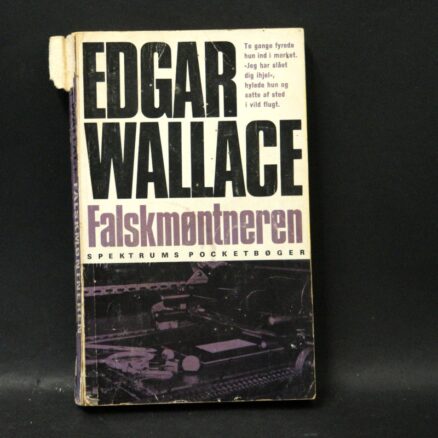 EDGAR
WALLACE
To gange fyrede
hun ind i mørket.
-Jeg har slået
dig ihjel-,
hylede hun og
satte af sted
i vild flugt.
Falskmøntneren
SPEKTRUMS POCKETBØGER
FALSKMØNTNEREN